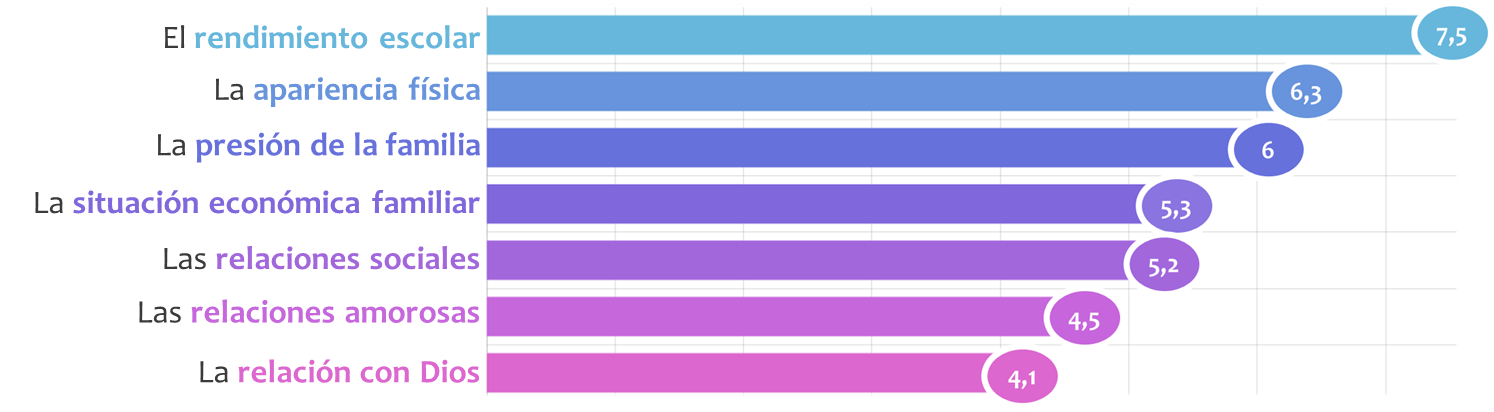 El rendimiento escolar 7,5
La apariencia física 6,3
La presión de la familia 6
La situación económica familiar 5,3
Las relaciones sociales 5,2
Las relaciones amorosas 4,5
La relación con Dios 4,1